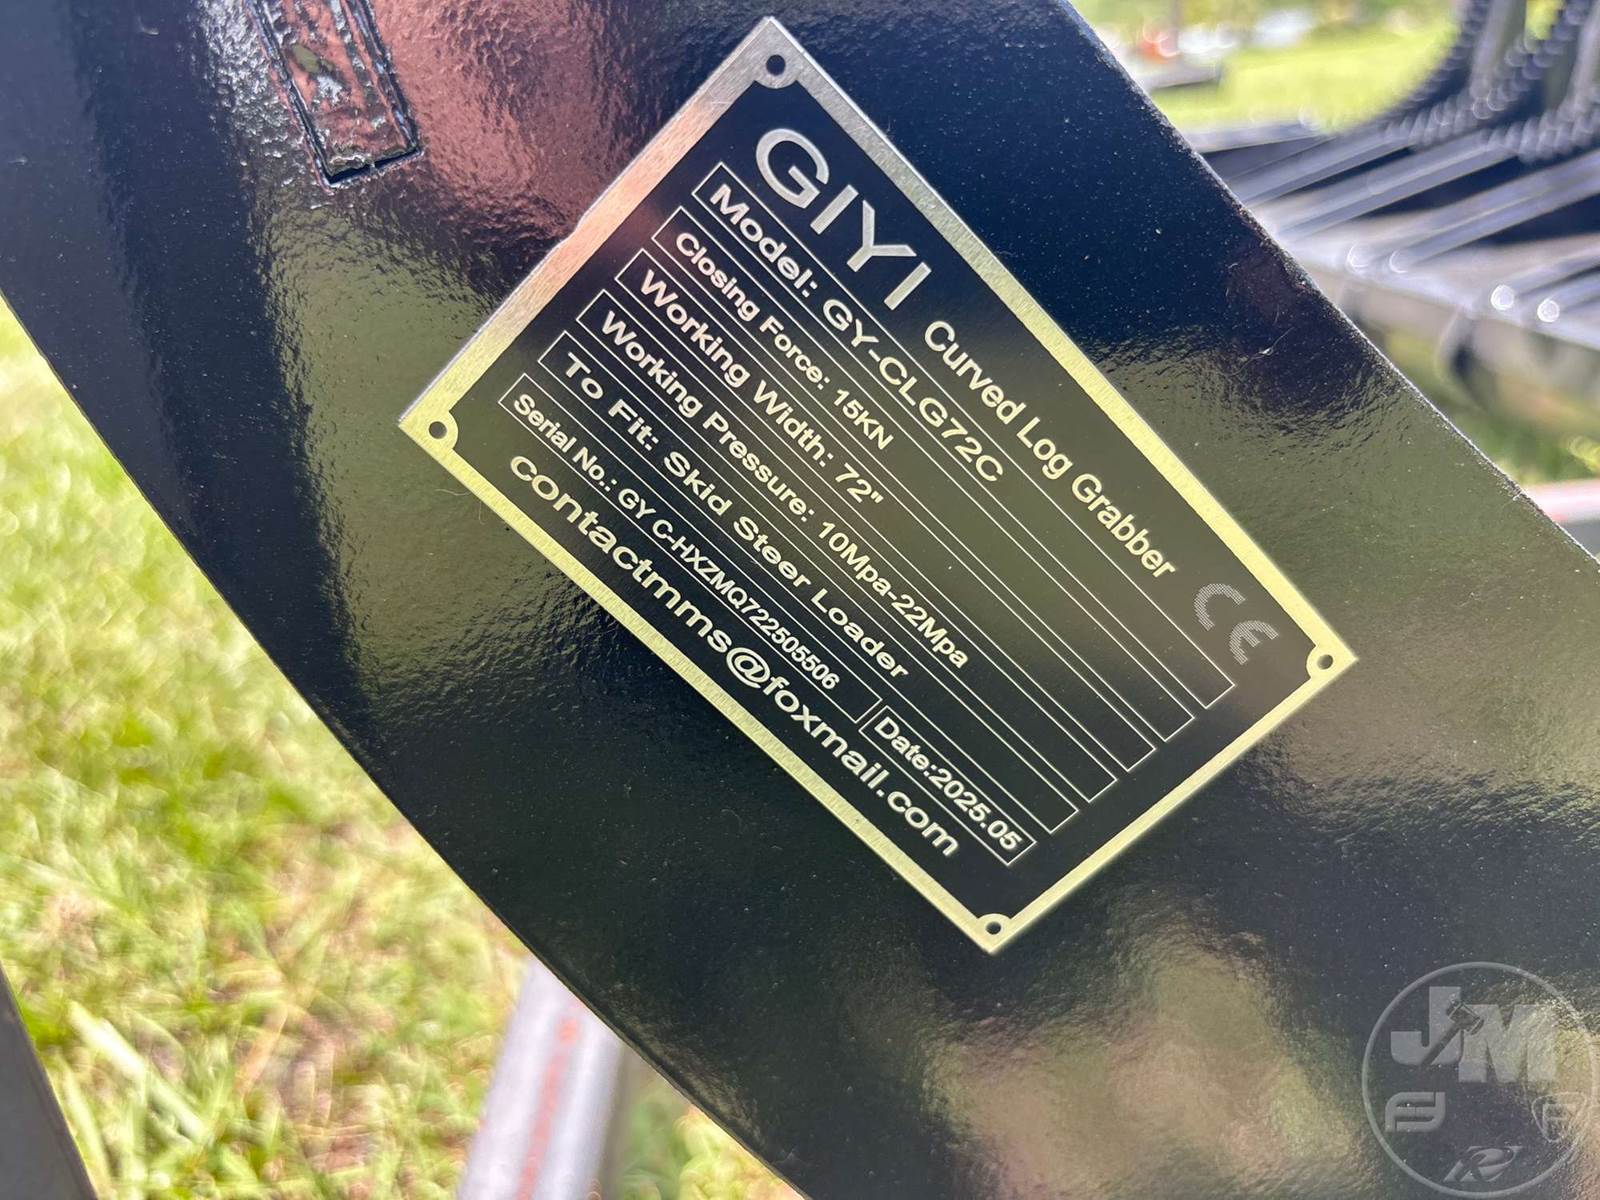 GIYI Curved Log Grabber CE
Model: GY-CLG72C
Closing Force: 15KN
Working Width: 72"
Working Pressure: 10Mpa-22Mpa
To Fit: Skid Steer Loader
Serial No.: GY C-HXZMQ722505506 Date:2025.05
contactmms@foxmail.com
JM